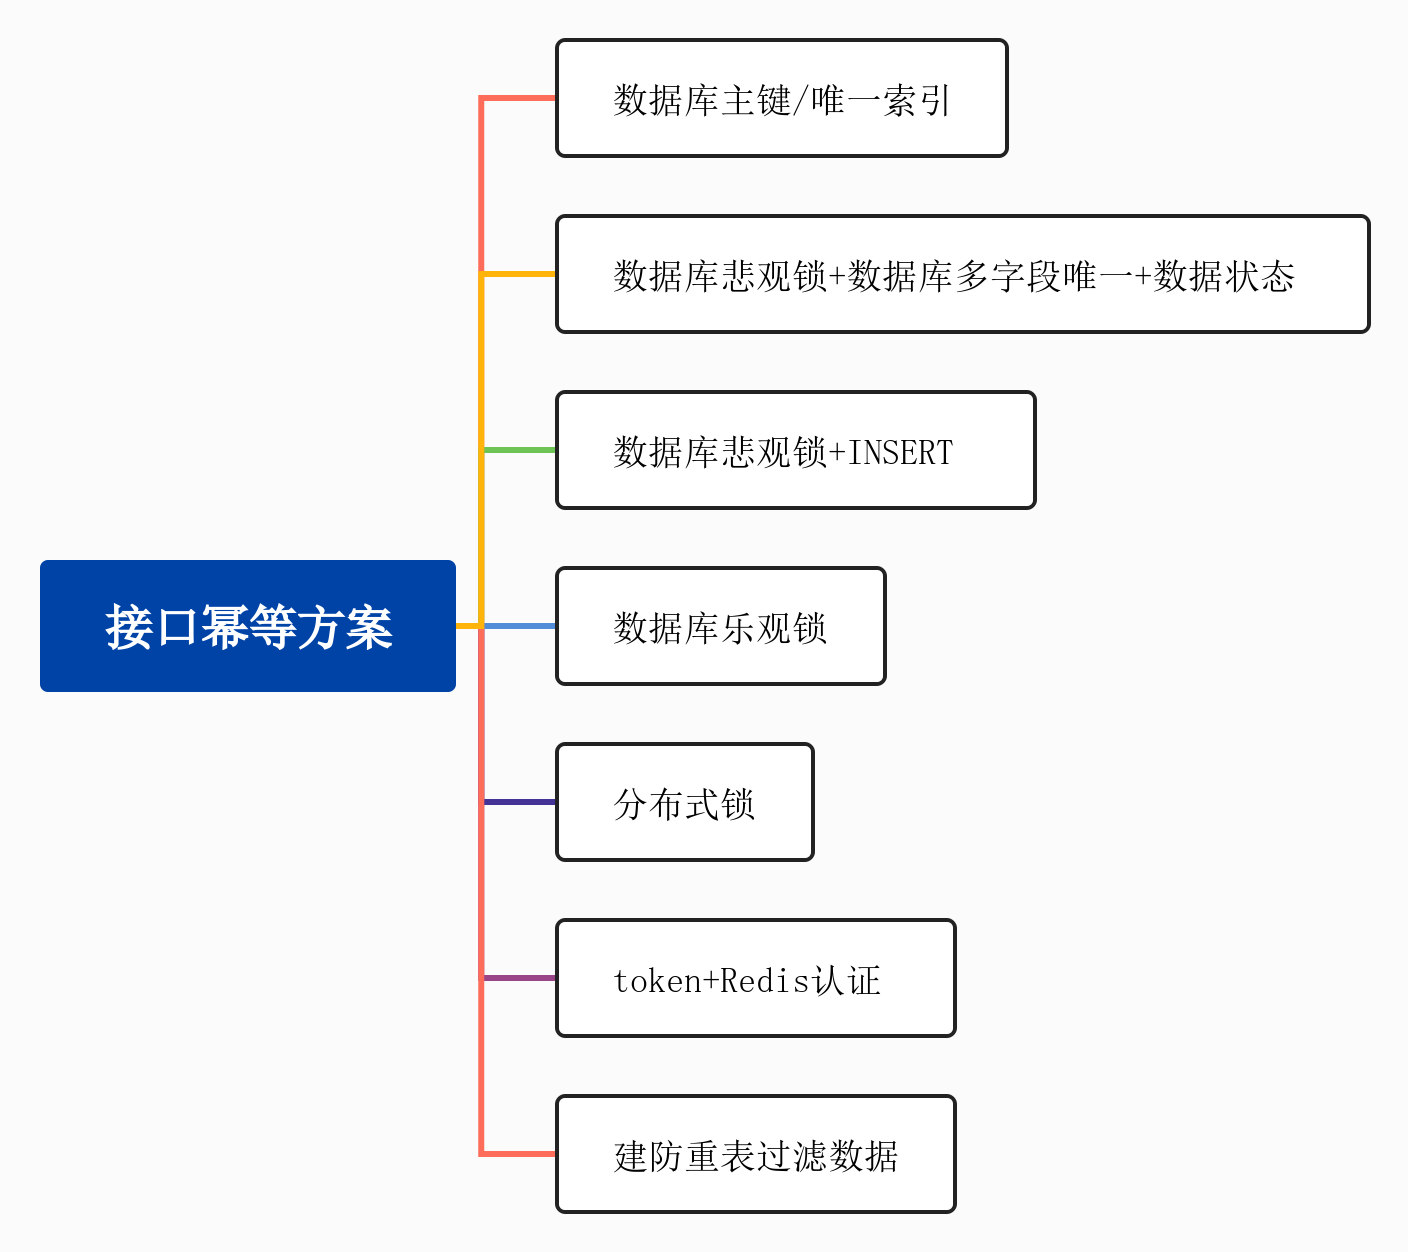 数据库主键/唯一索引
数据库悲观锁+数据库多字段唯一+数据状态
数据库悲观锁+INSERT
接口幂等方案
数据库乐观锁
分布式锁
token+Redis认证
建防重表过滤数据